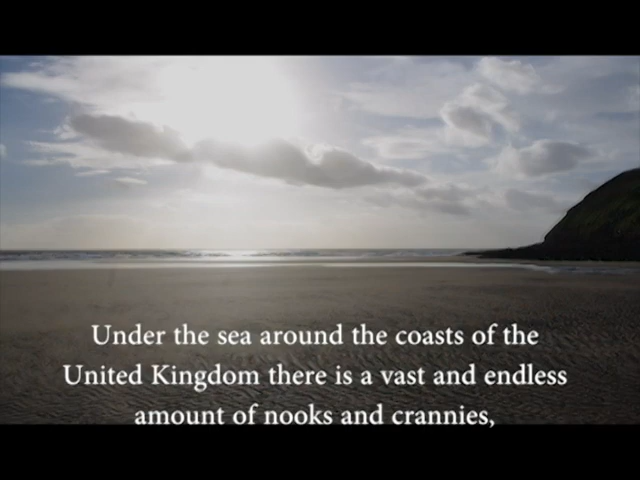 Under the sea around the coasts of the
United Kingdom there is a vast and endless
amount of nooks and crannies,